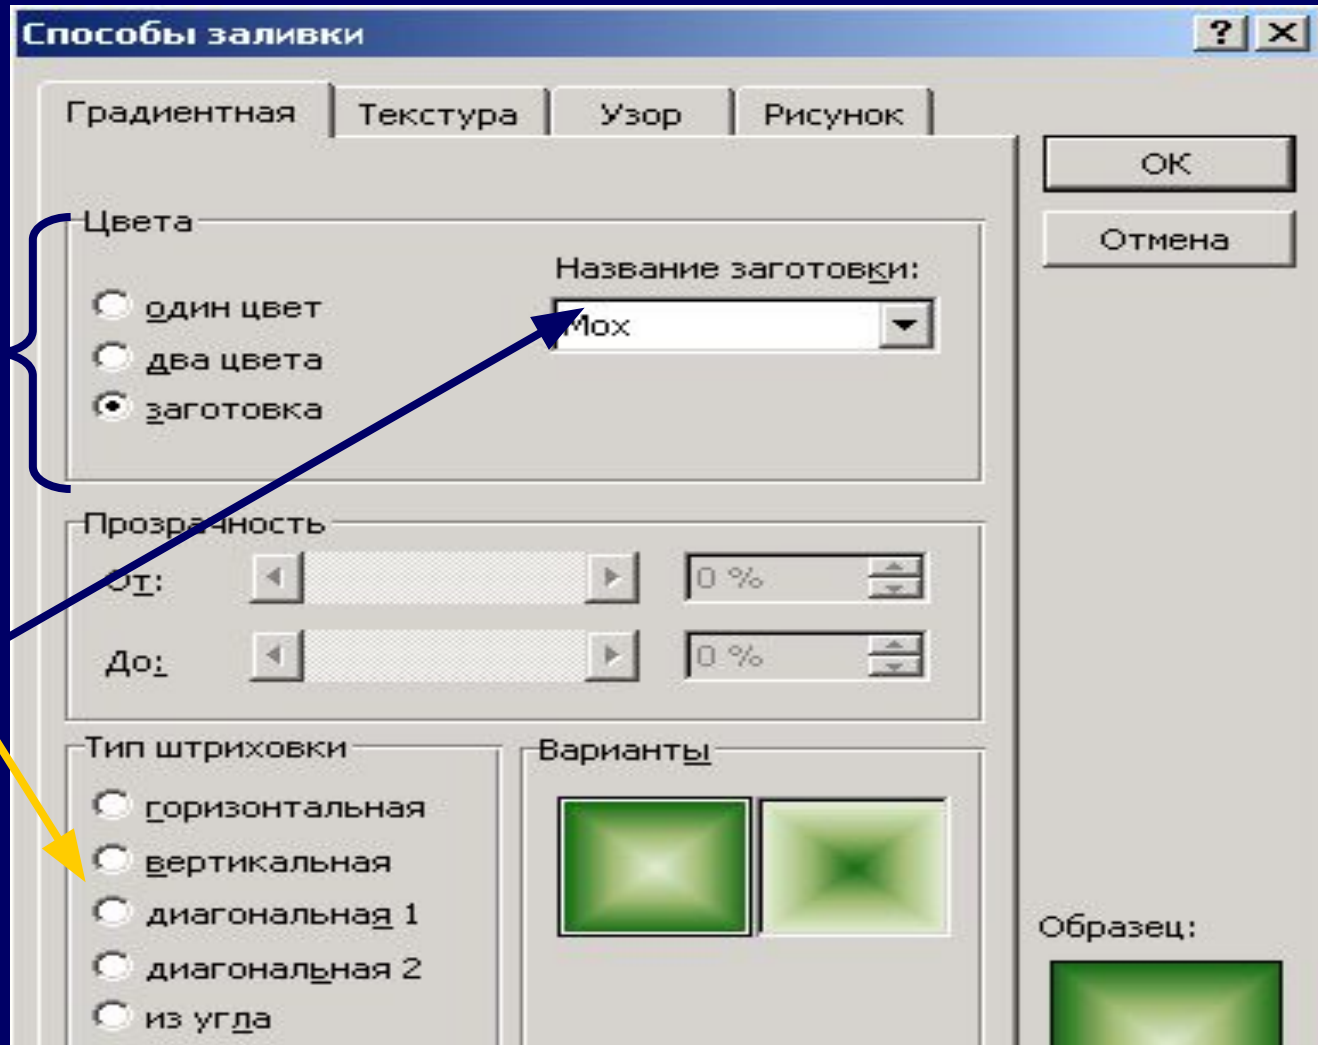 Способы заливки
Градиентная Текстура Узор Рисунок
ОК
Отмена
Цвета
Название заготовки:
один цвет
Мох
два цвета
заготовка
Прозрачность
От: 0 %
До: 0 %
Тип штриховки
Варианты
горизонтальная
вертикальная
диагональная 1
диагональная 2
из угла
Образец: